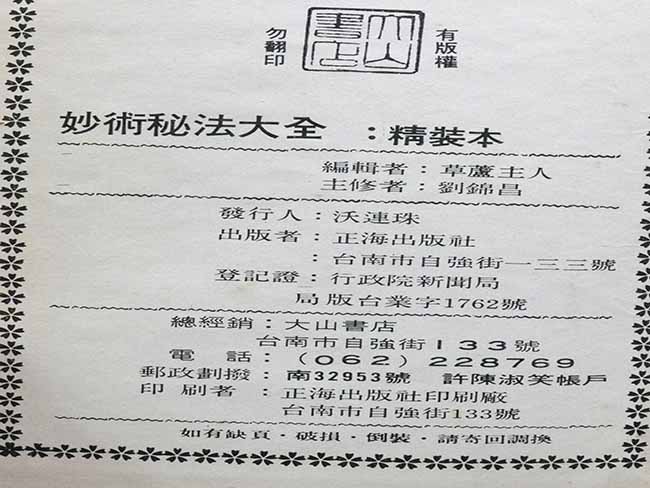 有版權
大山書店
勿翻印
妙術秘法大全 ：精裝本
編輯者：草蘆主人
主修者：劉錦昌
發行人：沃連珠
出版者：正海出版社
：台南市自強街一三三號
登記證：行政院新聞局
局版台業字1762號
總經銷：大山書店
台南市自強街133號
電話：（062）228769
郵政劃撥：南32953號 許陳淑笑帳戶
印刷者：正海出版社印刷廠
台南市自強街133號
如有缺頁·破損·倒裝·請寄回調換